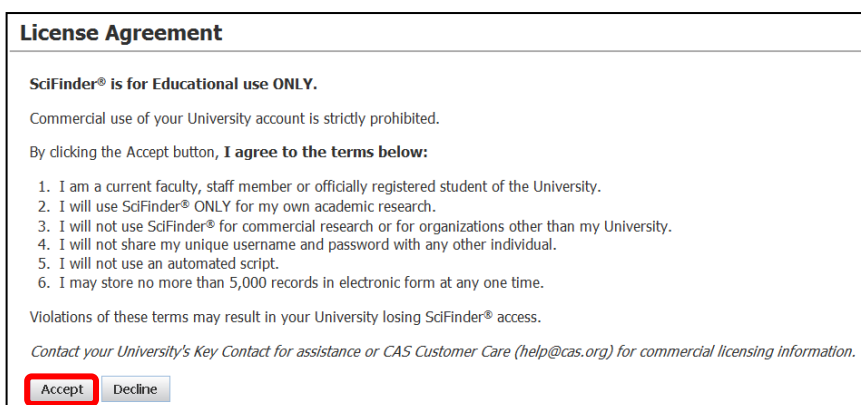 License Agreement
SciFinder® is for Educational use ONLY.
Commercial use of your University account is strictly prohibited.
By clicking the Accept button, I agree to the terms below:
1. I am a current faculty, staff member or officially registered student of the University.
2. I will use SciFinder® ONLY for my own academic research.
3. I will not use SciFinder® for commercial research or for organizations other than my University.
4. I will not share my unique username and password with any other individual.
5. I will not use an automated script.
6. I may store no more than 5,000 records in electronic form at any one time.
Violations of these terms may result in your University losing SciFinder® access.
Contact your University's Key Contact for assistance or CAS Customer Care (help@cas.org) for commercial licensing information.
Accept Decline